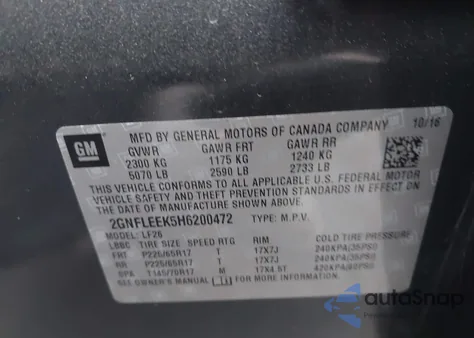 GM
MFD BY GENERAL MOTORS OF CANADA COMPANY 10/16
GVWR GAWR FRT GAWR RR
2300 KG 1175 KG 1240 KG
5070 LB 2590 LB 2733 LB
THIS VEHICLE CONFORMS TO ALL APPLICABLE U.S. FEDERAL MOTOR
VEHICLE SAFETY AND THEFT PREVENTION STANDARDS IN EFFECT
ON THE DATE OF MANUFACTURE SHOWN ABOVE.
2GNFLEEK5H6200472 TYPE: M.P.V.
MODEL: LF26
LBBC TIRE SIZE SPEED RTG RIM COLD TIRE PRESSURE
FRT P225/65R17 T 17X7J 240KPA(35PSI)
RR P225/65R17 T 17X7J 240KPA(35PSI)
SPA T145/70R17 M 17X4.5T 420KPA(60PSI)
SEE OWNER'S MANUAL
autoSnap